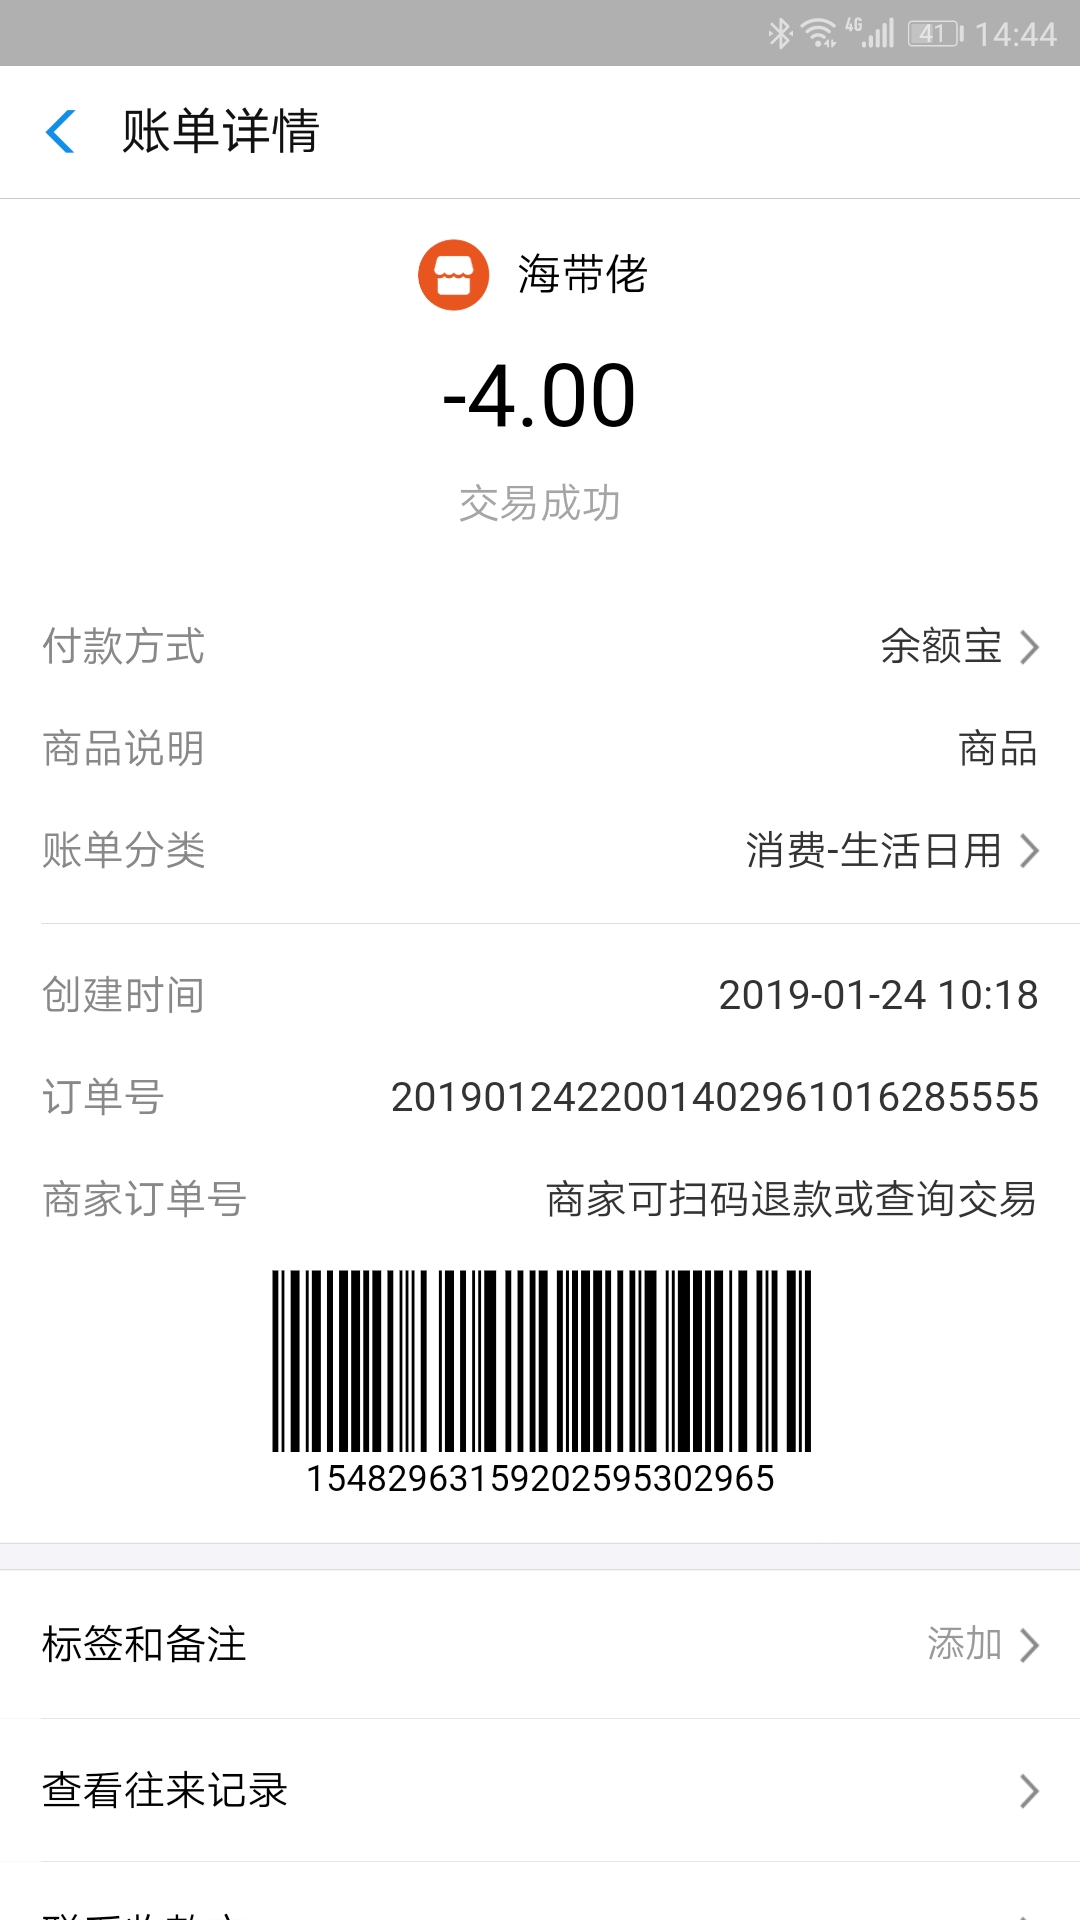 4G 41 14:44
账单详情
海带佬
-4.00
交易成功
付款方式 余额宝
商品说明 商品
账单分类 消费-生活日用
创建时间 2019-01-24 10:18
订单号 2019012422001402961016285555
商家订单号 商家可扫码退款或查询交易
15482963159202595302965
标签和备注 添加
查看往来记录